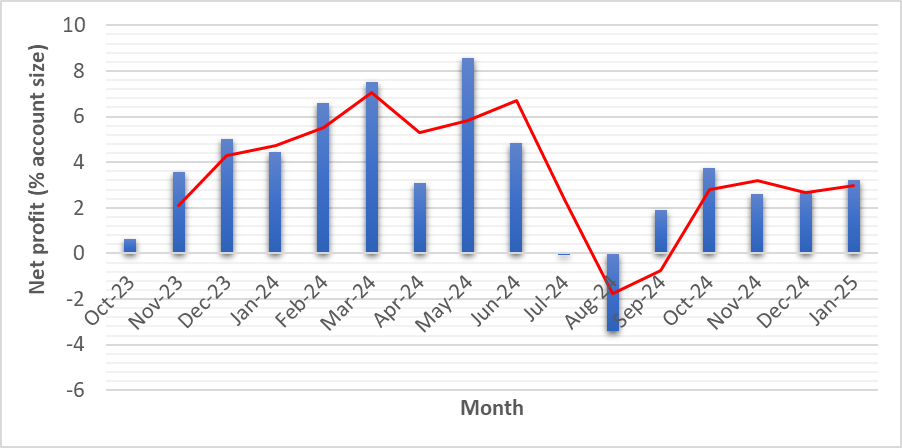 Net profit (% account size)
10
8
6
4
2
0
-2
-4
-6
Oct-23
Nov-23
Dec-23
Jan-24
Feb-24
Mar-24
Apr-24
May-24
Jun-24
Jul-24
Aug-24
Sep-24
Oct-24
Nov-24
Dec-24
Jan-25
Month